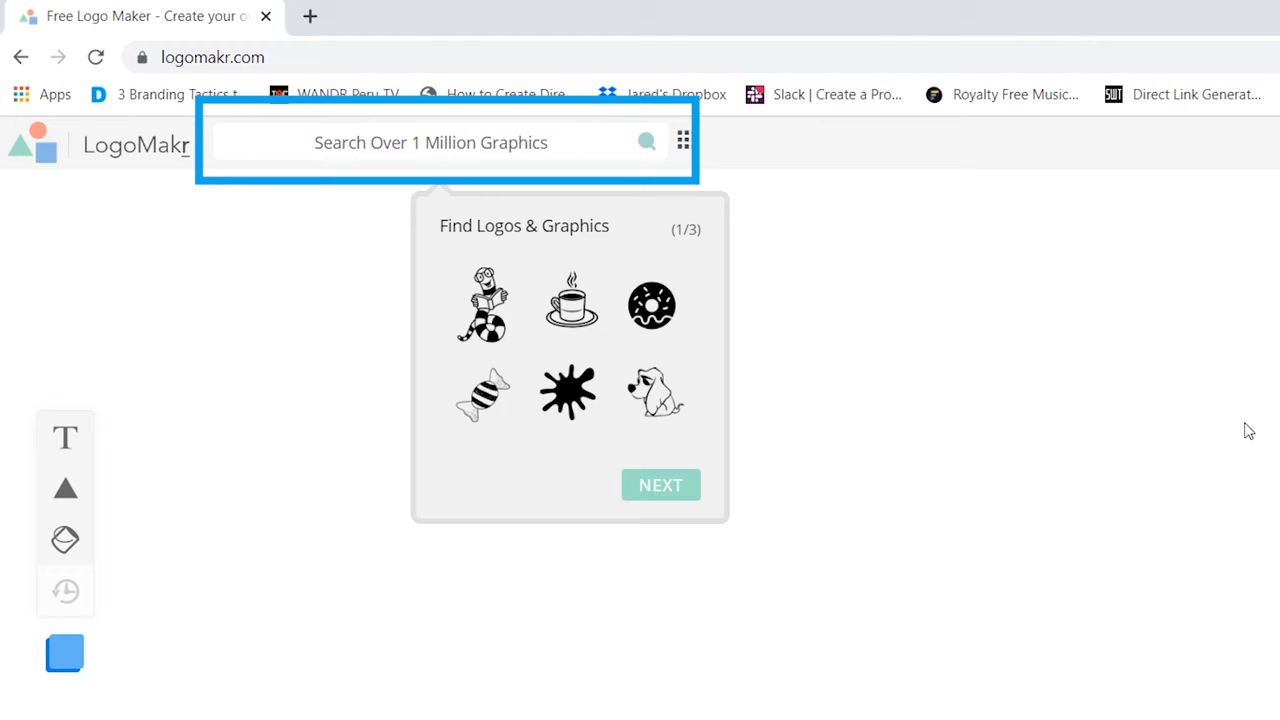 Free Logo Maker - Create your o
logomakr.com
Apps
3 Branding Tactics t
WANDR Peru TV
How to Create Dire
Jared's Dropbox
Slack | Create a Pro...
Royalty Free Music...
SWT
Direct Link Generat...
LogoMakr
Search Over 1 Million Graphics
Find Logos & Graphics
(1/3)
NEXT
T